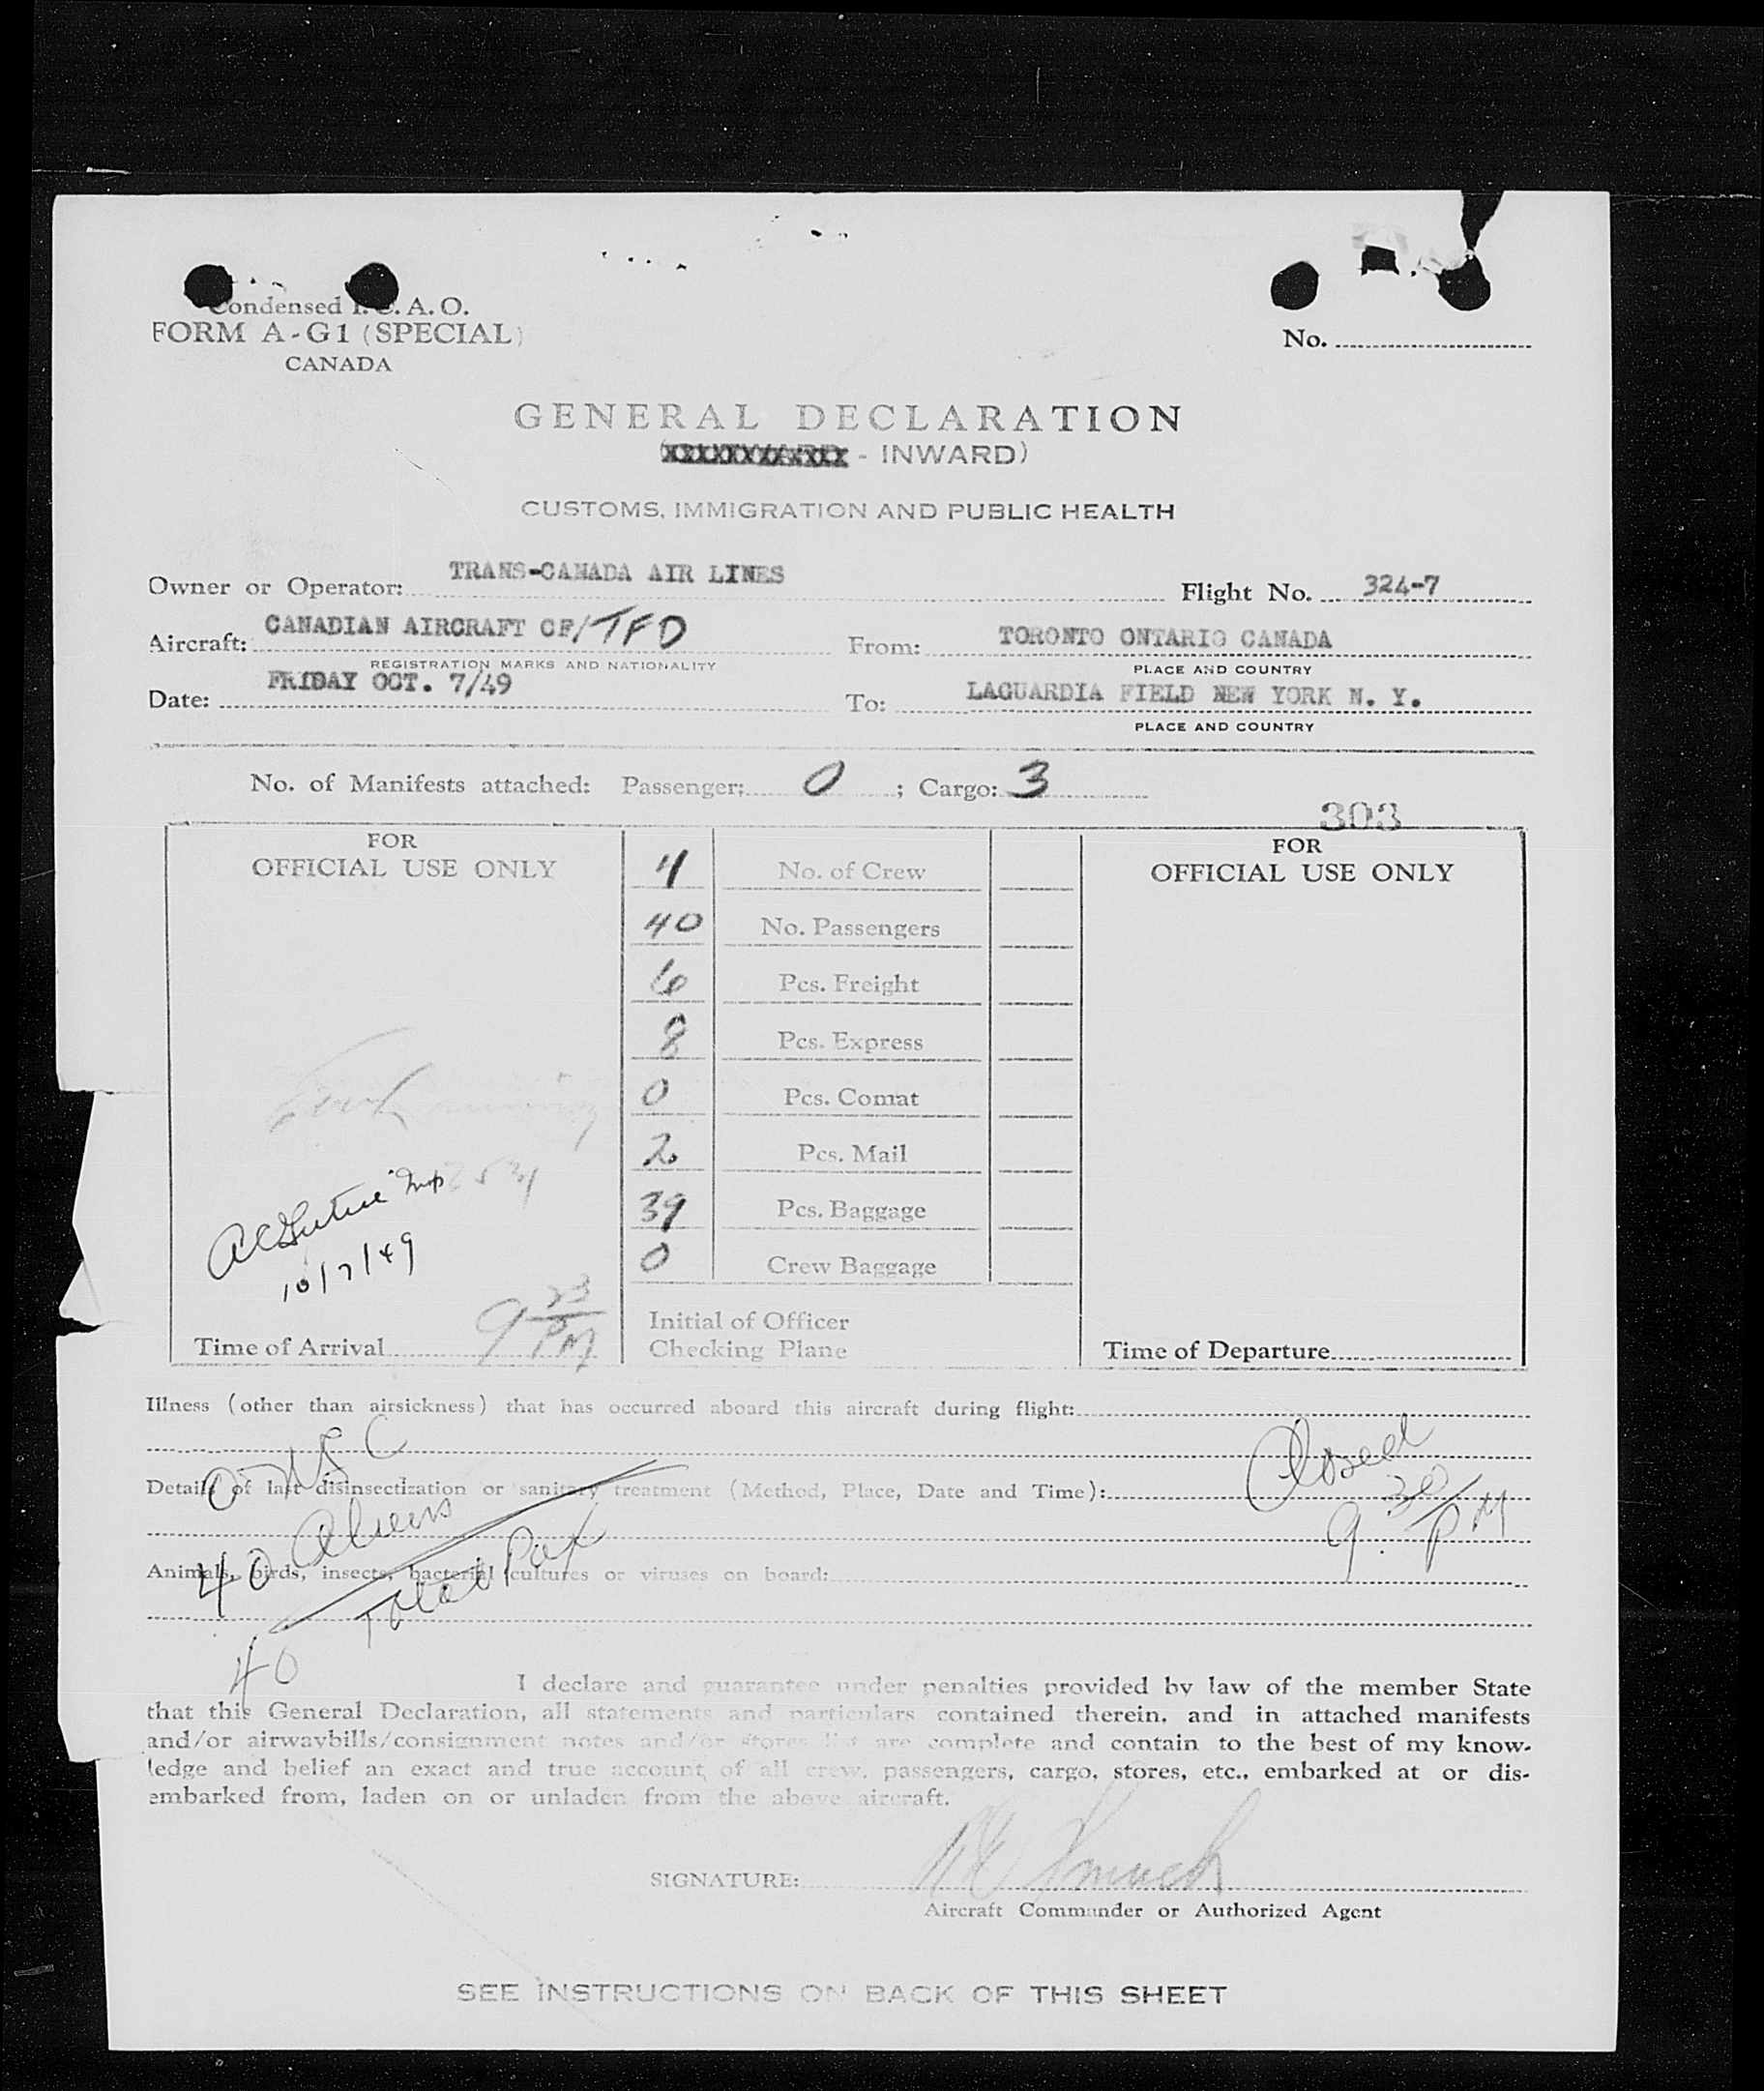 Condensed I. C. A. O.
FORM A-G1 (SPECIAL)
CANADA
No.
GENERAL DECLARATION
- INWARD)
CUSTOMS, IMMIGRATION AND PUBLIC HEALTH
Owner or Operator: TRANS-CANADA AIR LINES Flight No. 324-7
Aircraft: CANADIAN AIRCRAFT CF/TFD From: TORONTO ONTARIO CANADA
REGISTRATION MARKS AND NATIONALITY PLACE AND COUNTRY
Date: FRIDAY OCT. 7/49 To: LAGUARDIA FIELD NEW YORK N. Y.
PLACE AND COUNTRY
No. of Manifests attached: Passenger: 0 ; Cargo: 3
303
FOR
OFFICIAL USE ONLY
4 No. of Crew
40 No. Passengers
6 Pcs. Freight
8 Pcs. Express
0 Pcs. Comat
2 Pcs. Mail
39 Pcs. Baggage
0 Crew Baggage
Initial of Officer
Checking Plane
10/7/49
Time of Arrival 9 23 PM
FOR
OFFICIAL USE ONLY
Time of Departure
Illness (other than airsickness) that has occurred aboard this aircraft during flight:
0 USC
Closed
9 30 PM
Details of last disinsectization or sanitary treatment (Method, Place, Date and Time):
40 Aliens
Animals, birds, insects, bacterial cultures or viruses on board:
40 Total Pax
I declare and guarantee under penalties provided by law of the member State
that this General Declaration, all statements and particulars contained therein, and in attached manifests
and/or airwaybills/consignment notes and/or stores list are complete and contain to the best of my know-
ledge and belief an exact and true account of all crew, passengers, cargo, stores, etc., embarked at or dis-
embarked from, laden on or unladen from the above aircraft.
SIGNATURE:
Aircraft Commander or Authorized Agent
SEE INSTRUCTIONS ON BACK OF THIS SHEET